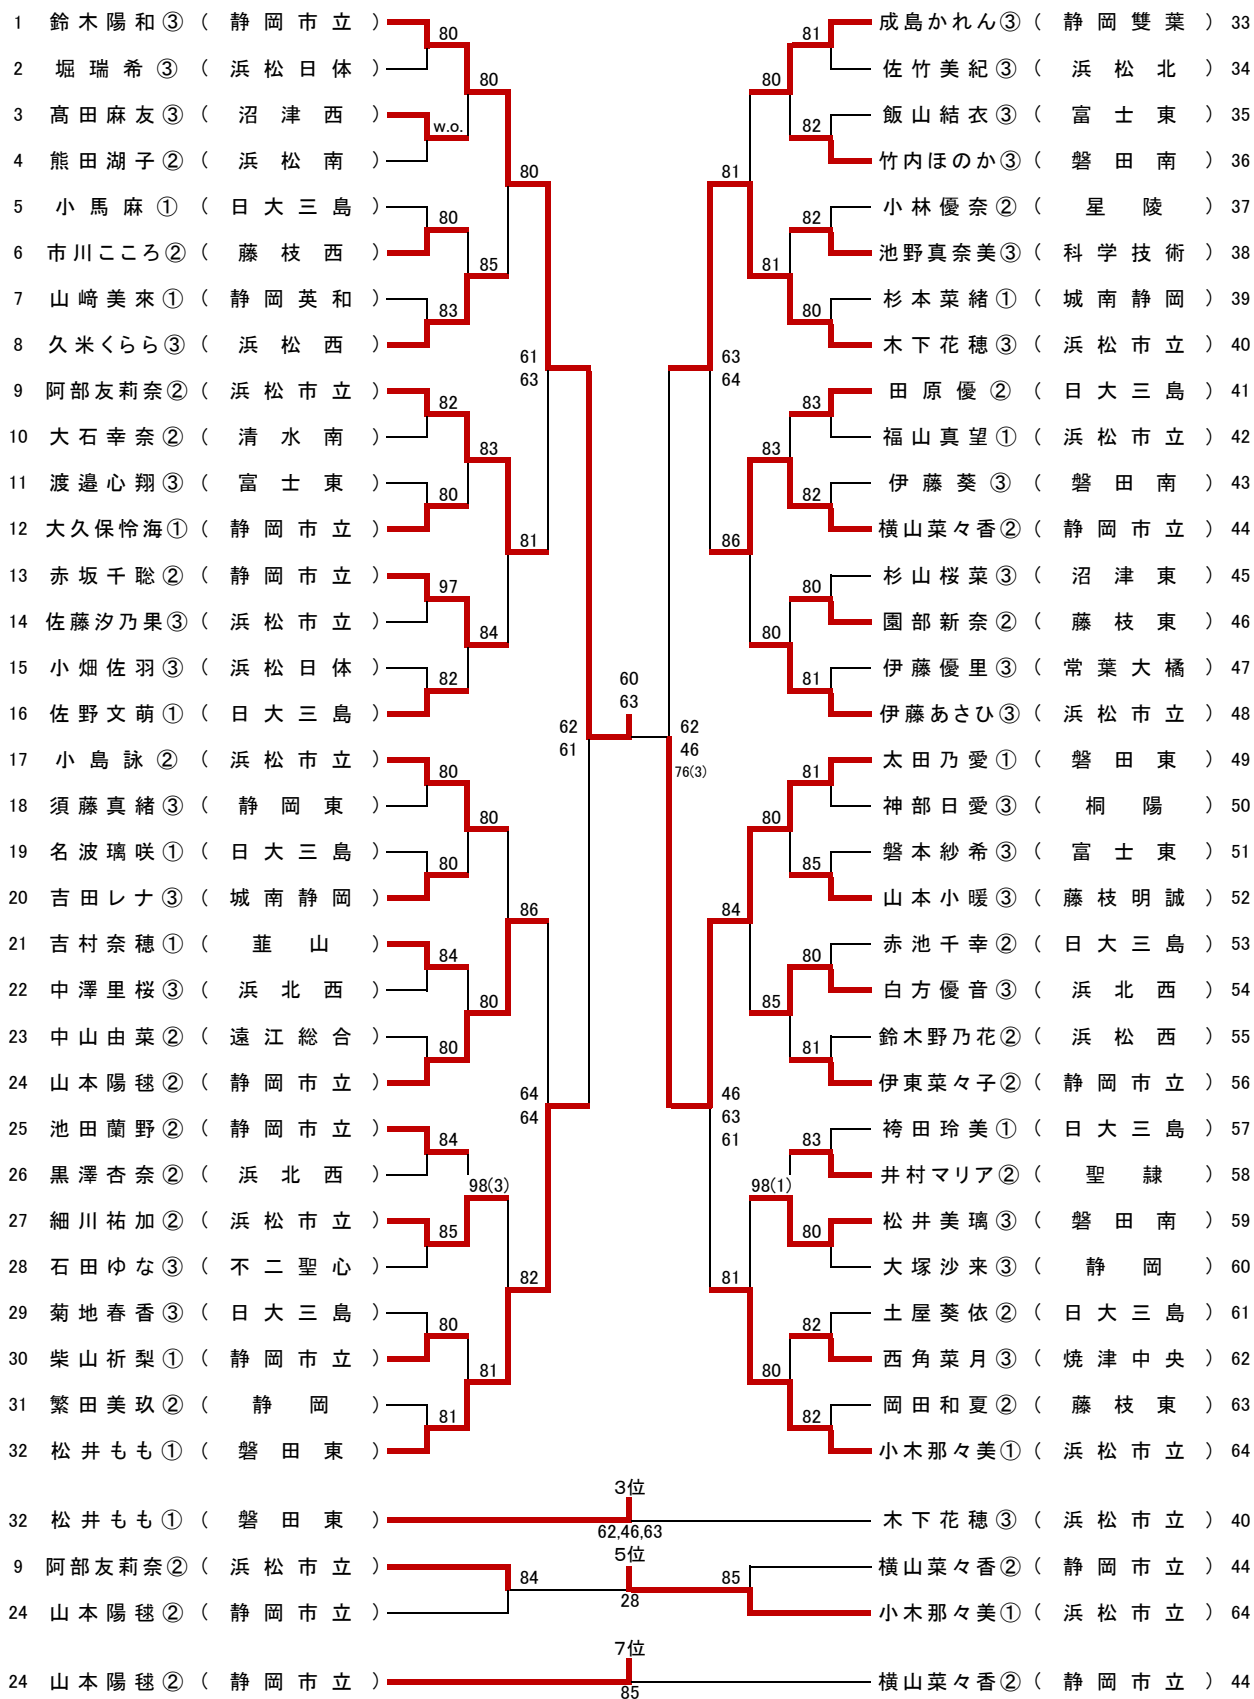 1 鈴木陽和③ （ 静岡市立 ）
80
2 堀瑞希③ （ 浜松日体 ）
80
3 髙田麻友③ （ 沼津西 ）
w.o.
4 熊田湖子② （ 浜松南 ）
80
5 小馬麻① （ 日大三島 ）
80
6 市川こころ② （ 藤枝西 ）
85
7 山﨑美來① （ 静岡英和 ）
83
8 久米くらら③ （ 浜松西 ）
61
63
9 阿部友莉奈② （ 浜松市立 ）
82
10 大石幸奈② （ 清水南 ）
83
11 渡邉心翔③ （ 富士東 ）
80
12 大久保怜海① （ 静岡市立 ）
81
13 赤坂千聡② （ 静岡市立 ）
97
14 佐藤汐乃果③ （ 浜松市立 ）
84
15 小畑佐羽③ （ 浜松日体 ）
82
16 佐野文萌① （ 日大三島 ）
62
61
17 小島詠② （ 浜松市立 ）
80
18 須藤真緒③ （ 静岡東 ）
80
19 名波璃咲① （ 日大三島 ）
80
20 吉田レナ③ （ 城南静岡 ）
86
21 吉村奈穂① （ 韮山 ）
84
22 中澤里桜③ （ 浜北西 ）
80
23 中山由菜② （ 遠江総合 ）
80
24 山本陽毬② （ 静岡市立 ）
64
64
25 池田蘭野② （ 静岡市立 ）
84
26 黒澤杏奈② （ 浜北西 ）
98(3)
27 細川祐加② （ 浜松市立 ）
85
28 石田ゆな③ （ 不二聖心 ）
82
29 菊地春香③ （ 日大三島 ）
80
30 柴山祈梨① （ 静岡市立 ）
81
31 繁田美玖② （ 静岡 ）
81
32 松井もも① （ 磐田東 ）
60
63
成島かれん③ （ 静岡雙葉 ） 33
81
佐竹美紀③ （ 浜松北 ） 34
80
飯山結衣③ （ 富士東 ） 35
82
竹内ほのか③ （ 磐田南 ） 36
81
小林優奈② （ 星陵 ） 37
82
池野真奈美③ （ 科学技術 ） 38
81
杉本菜緒① （ 城南静岡 ） 39
80
木下花穂③ （ 浜松市立 ） 40
63
64
田原優② （ 日大三島 ） 41
83
福山真望① （ 浜松市立 ） 42
83
伊藤葵③ （ 磐田南 ） 43
82
横山菜々香② （ 静岡市立 ） 44
86
杉山桜菜③ （ 沼津東 ） 45
80
園部新奈② （ 藤枝東 ） 46
80
伊藤優里③ （ 常葉大橘 ） 47
81
伊藤あさひ③ （ 浜松市立 ） 48
62
46
76(3)
太田乃愛① （ 磐田東 ） 49
81
神部日愛③ （ 桐陽 ） 50
80
磐本紗希③ （ 富士東 ） 51
85
山本小暖③ （ 藤枝明誠 ） 52
84
赤池千幸② （ 日大三島 ） 53
80
白方優音③ （ 浜北西 ） 54
85
鈴木野乃花② （ 浜松西 ） 55
81
伊東菜々子② （ 静岡市立 ） 56
46
63
61
袴田玲美① （ 日大三島 ） 57
83
井村マリア② （ 聖隷 ） 58
98(1)
松井美璃③ （ 磐田南 ） 59
80
大塚沙来③ （ 静岡 ） 60
81
土屋葵依② （ 日大三島 ） 61
82
西角菜月③ （ 焼津中央 ） 62
80
岡田和夏② （ 藤枝東 ） 63
82
小木那々美① （ 浜松市立 ） 64
3位
32 松井もも① （ 磐田東 ） 木下花穂③ （ 浜松市立 ） 40
62,46,63
5位
9 阿部友莉奈② （ 浜松市立 ） 横山菜々香② （ 静岡市立 ） 44
84 85
28
24 山本陽毬② （ 静岡市立 ） 小木那々美① （ 浜松市立 ） 64
7位
24 山本陽毬② （ 静岡市立 ） 横山菜々香② （ 静岡市立 ） 44
85